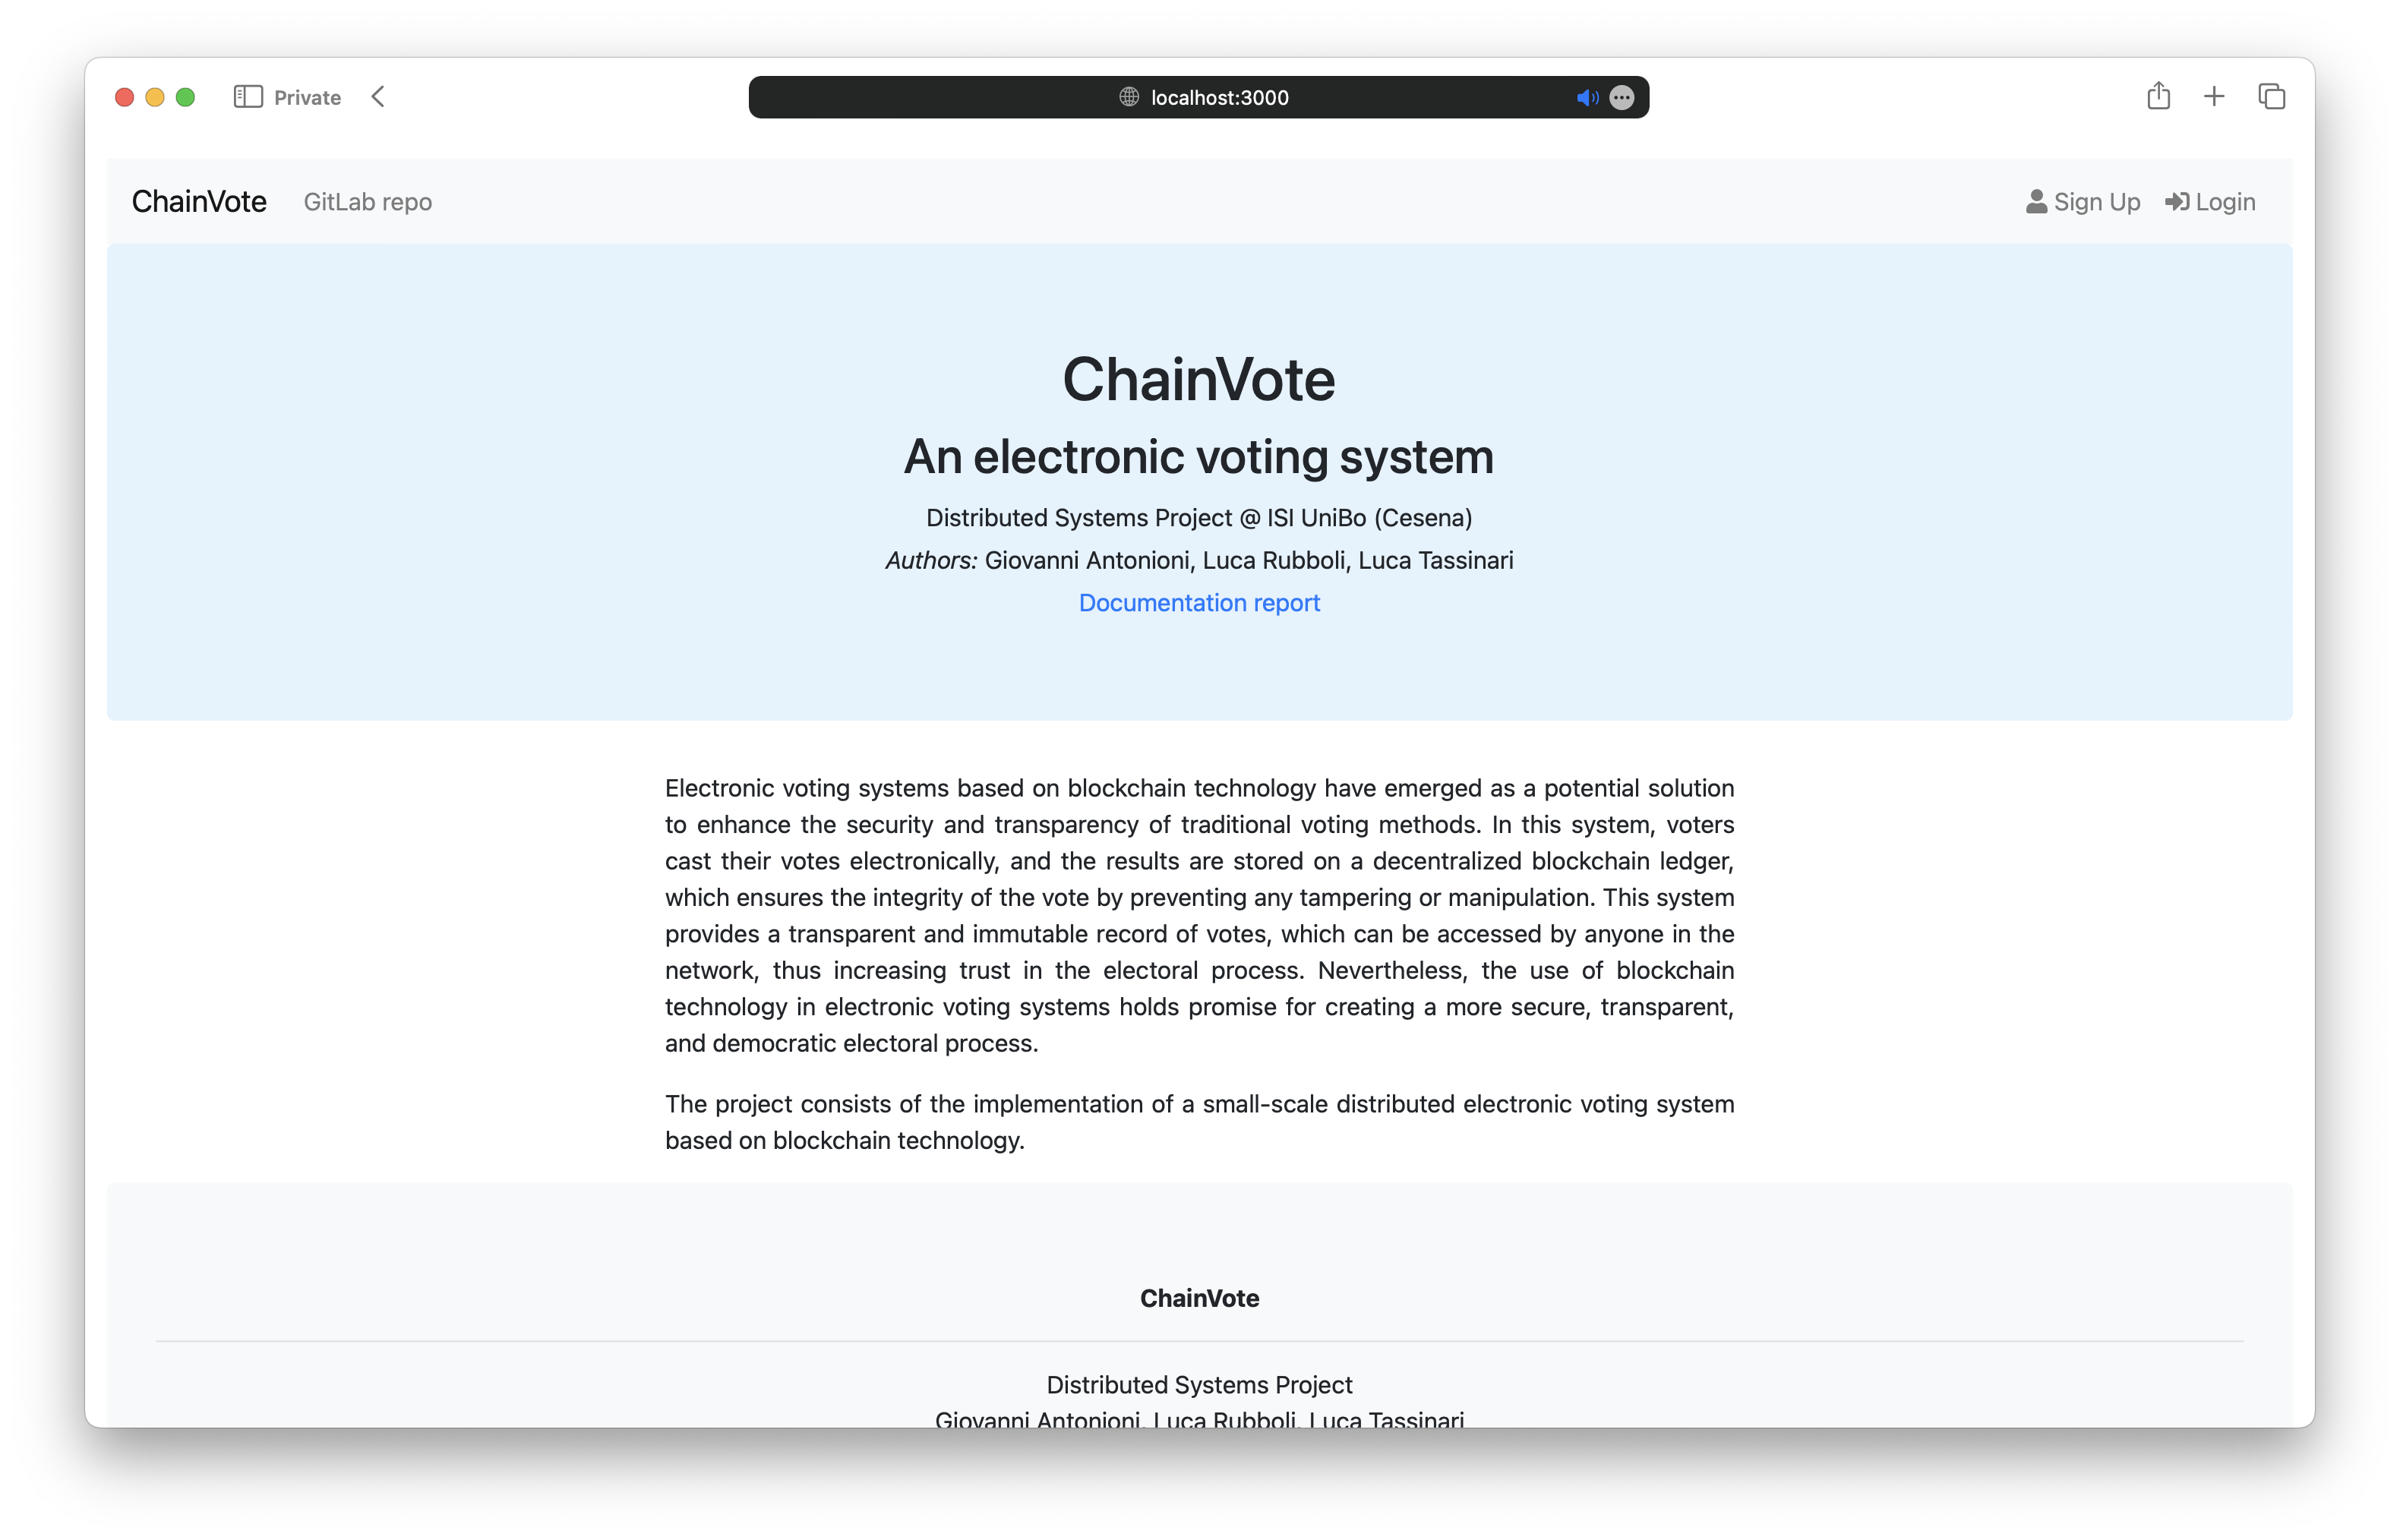 Private
localhost:3000
ChainVote
GitLab repo
Sign Up
Login
ChainVote
An electronic voting system
Distributed Systems Project @ ISI UniBo (Cesena)
Authors: Giovanni Antonioni, Luca Rubboli, Luca Tassinari
Documentation report
Electronic voting systems based on blockchain technology have emerged as a potential solution
to enhance the security and transparency of traditional voting methods. In this system, voters
cast their votes electronically, and the results are stored on a decentralized blockchain ledger,
which ensures the integrity of the vote by preventing any tampering or manipulation. This system
provides a transparent and immutable record of votes, which can be accessed by anyone in the
network, thus increasing trust in the electoral process. Nevertheless, the use of blockchain
technology in electronic voting systems holds promise for creating a more secure, transparent,
and democratic electoral process.
The project consists of the implementation of a small-scale distributed electronic voting system
based on blockchain technology.
ChainVote
Distributed Systems Project
Giovanni Antonioni, Luca Rubboli, Luca Tassinari